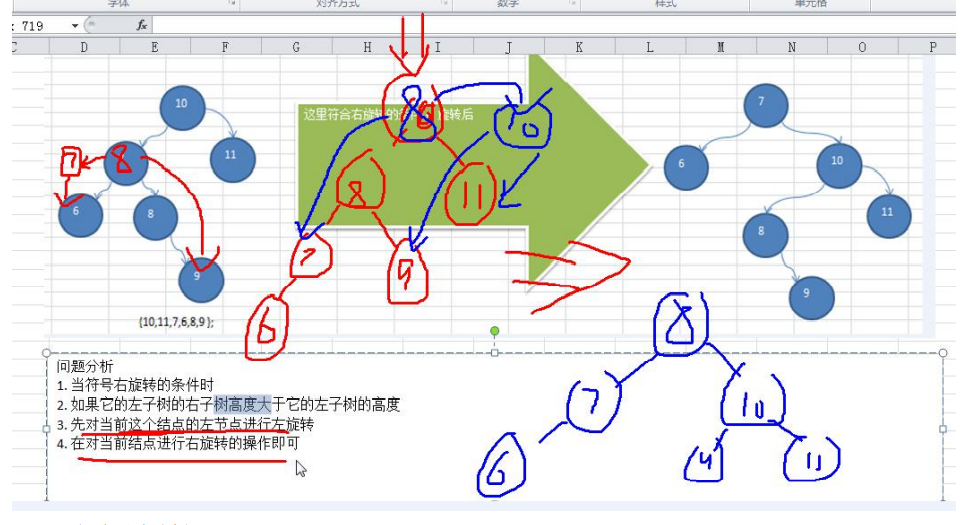 字体 对齐方式 数字 样式 单元格
719 fx
D E F G H I J K L M N O P
10
11
7 8
6 8
9
{10,11,7,6,8,9};
这里符合右旋转的 旋转后
8 10
8 11
7 9
6
7
6 10
8 11
9
8
7 10
6 9 11
问题分析
1. 当符号右旋转的条件时
2. 如果它的左子树的右子树高度大于它的左子树的高度
3. 先对当前这个结点的左节点进行左旋转
4. 在对当前结点进行右旋转的操作即可